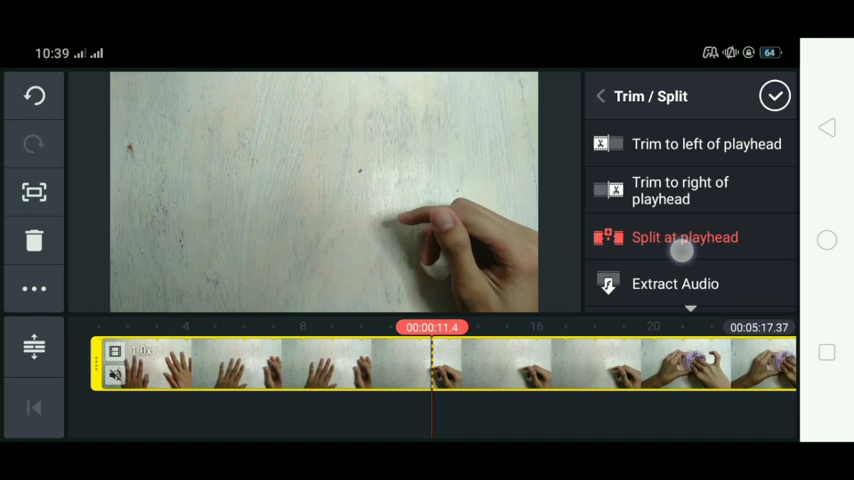 10:39
64
Trim / Split
Trim to left of playhead
Trim to right of
playhead
Split at playhead
Extract Audio
4
8
00:00:11.4
16
20
00:05:17.37
1.0x